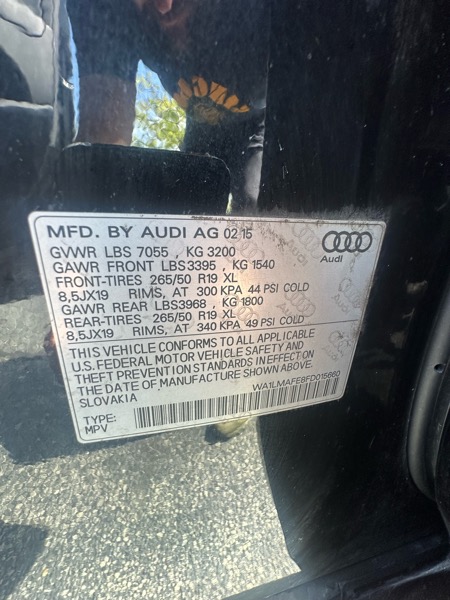 MFD. BY AUDI AG 02 15
GVWR LBS 7055 , KG 3200
GAWR FRONT LBS3395 , KG 1540
FRONT-TIRES 265/50 R19 XL
8,5JX19 RIMS, AT 300 KPA 44 PSI COLD
GAWR REAR LBS3968 , KG 1800
REAR-TIRES 265/50 R19 XL
8,5JX19 RIMS, AT 340 KPA 49 PSI COLD
Audi
THIS VEHICLE CONFORMS TO ALL APPLICABLE
U.S. FEDERAL MOTOR VEHICLE SAFETY AND
THEFT PREVENTION STANDARDS IN EFFECT ON
THE DATE OF MANUFACTURE SHOWN ABOVE.
SLOVAKIA
WA1LMAFE8FD015660
TYPE:
MPV